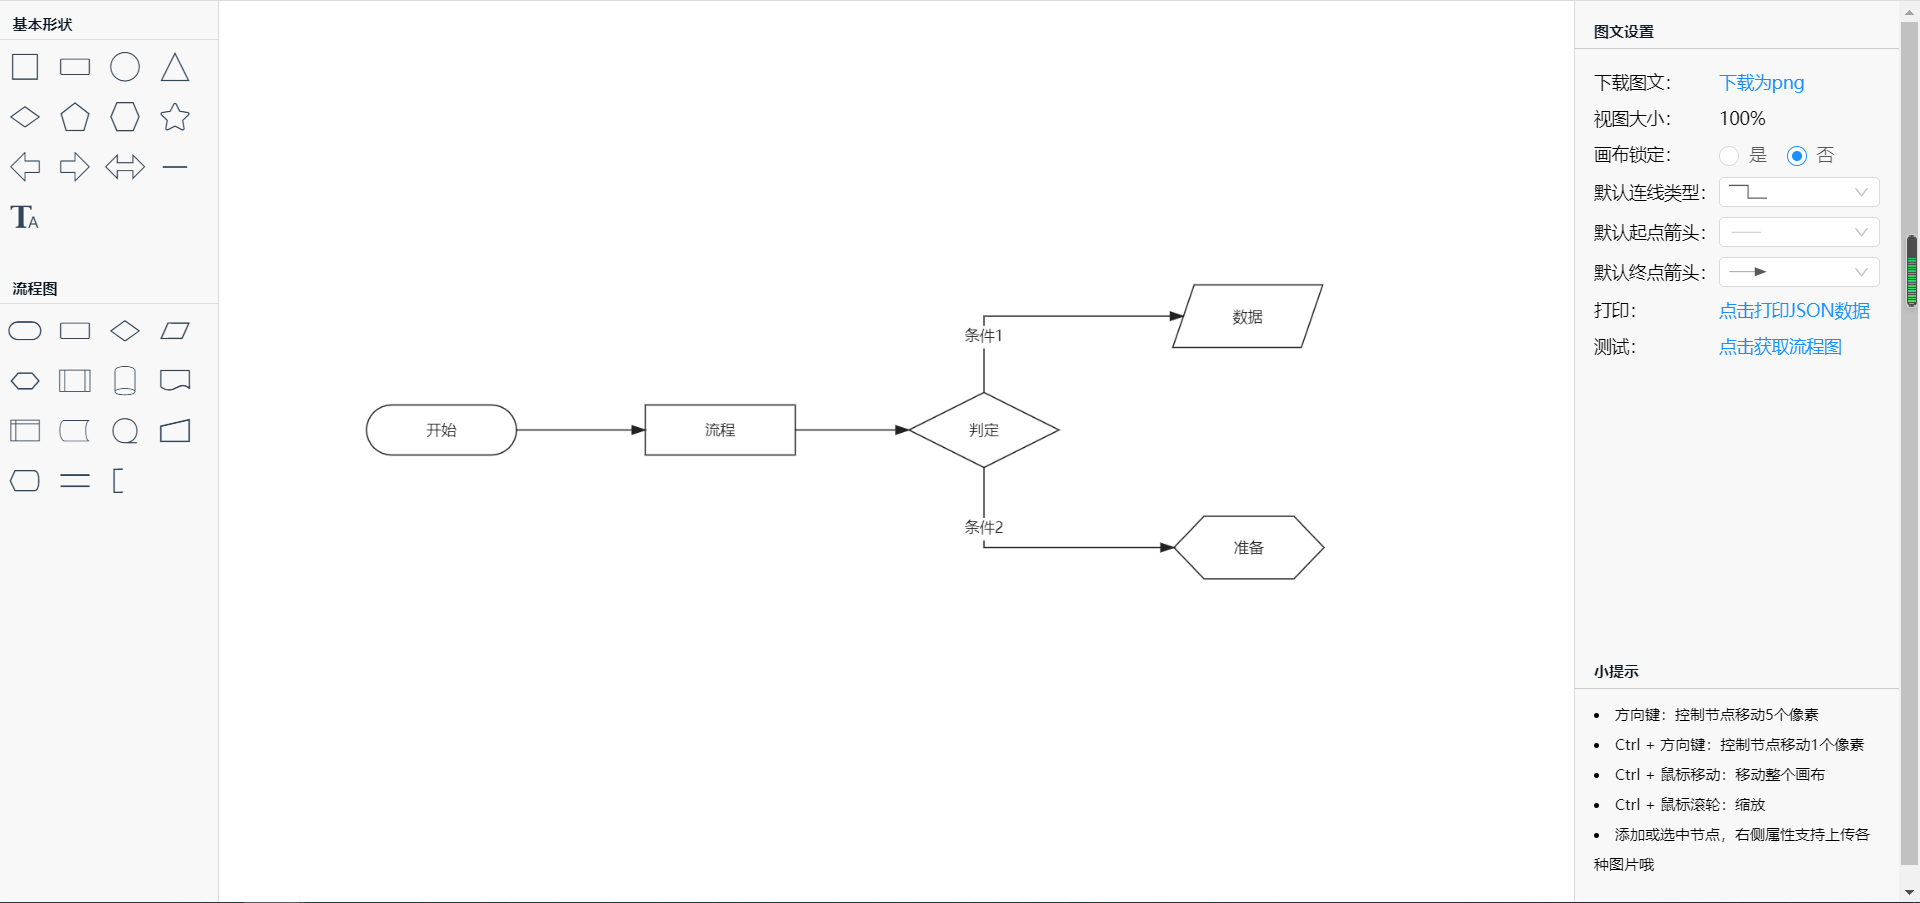 基本形状
TA
流程图
开始
流程
判定
条件1
数据
条件2
准备
图文设置
下载图文： 下载为png
视图大小： 100%
画布锁定： 是 否
默认连线类型：
默认起点箭头：
默认终点箭头：
打印： 点击打印JSON数据
测试： 点击获取流程图
小提示
• 方向键：控制节点移动5个像素
• Ctrl + 方向键：控制节点移动1个像素
• Ctrl + 鼠标移动：移动整个画布
• Ctrl + 鼠标滚轮：缩放
• 添加或选中节点，右侧属性支持上传各
种图片哦